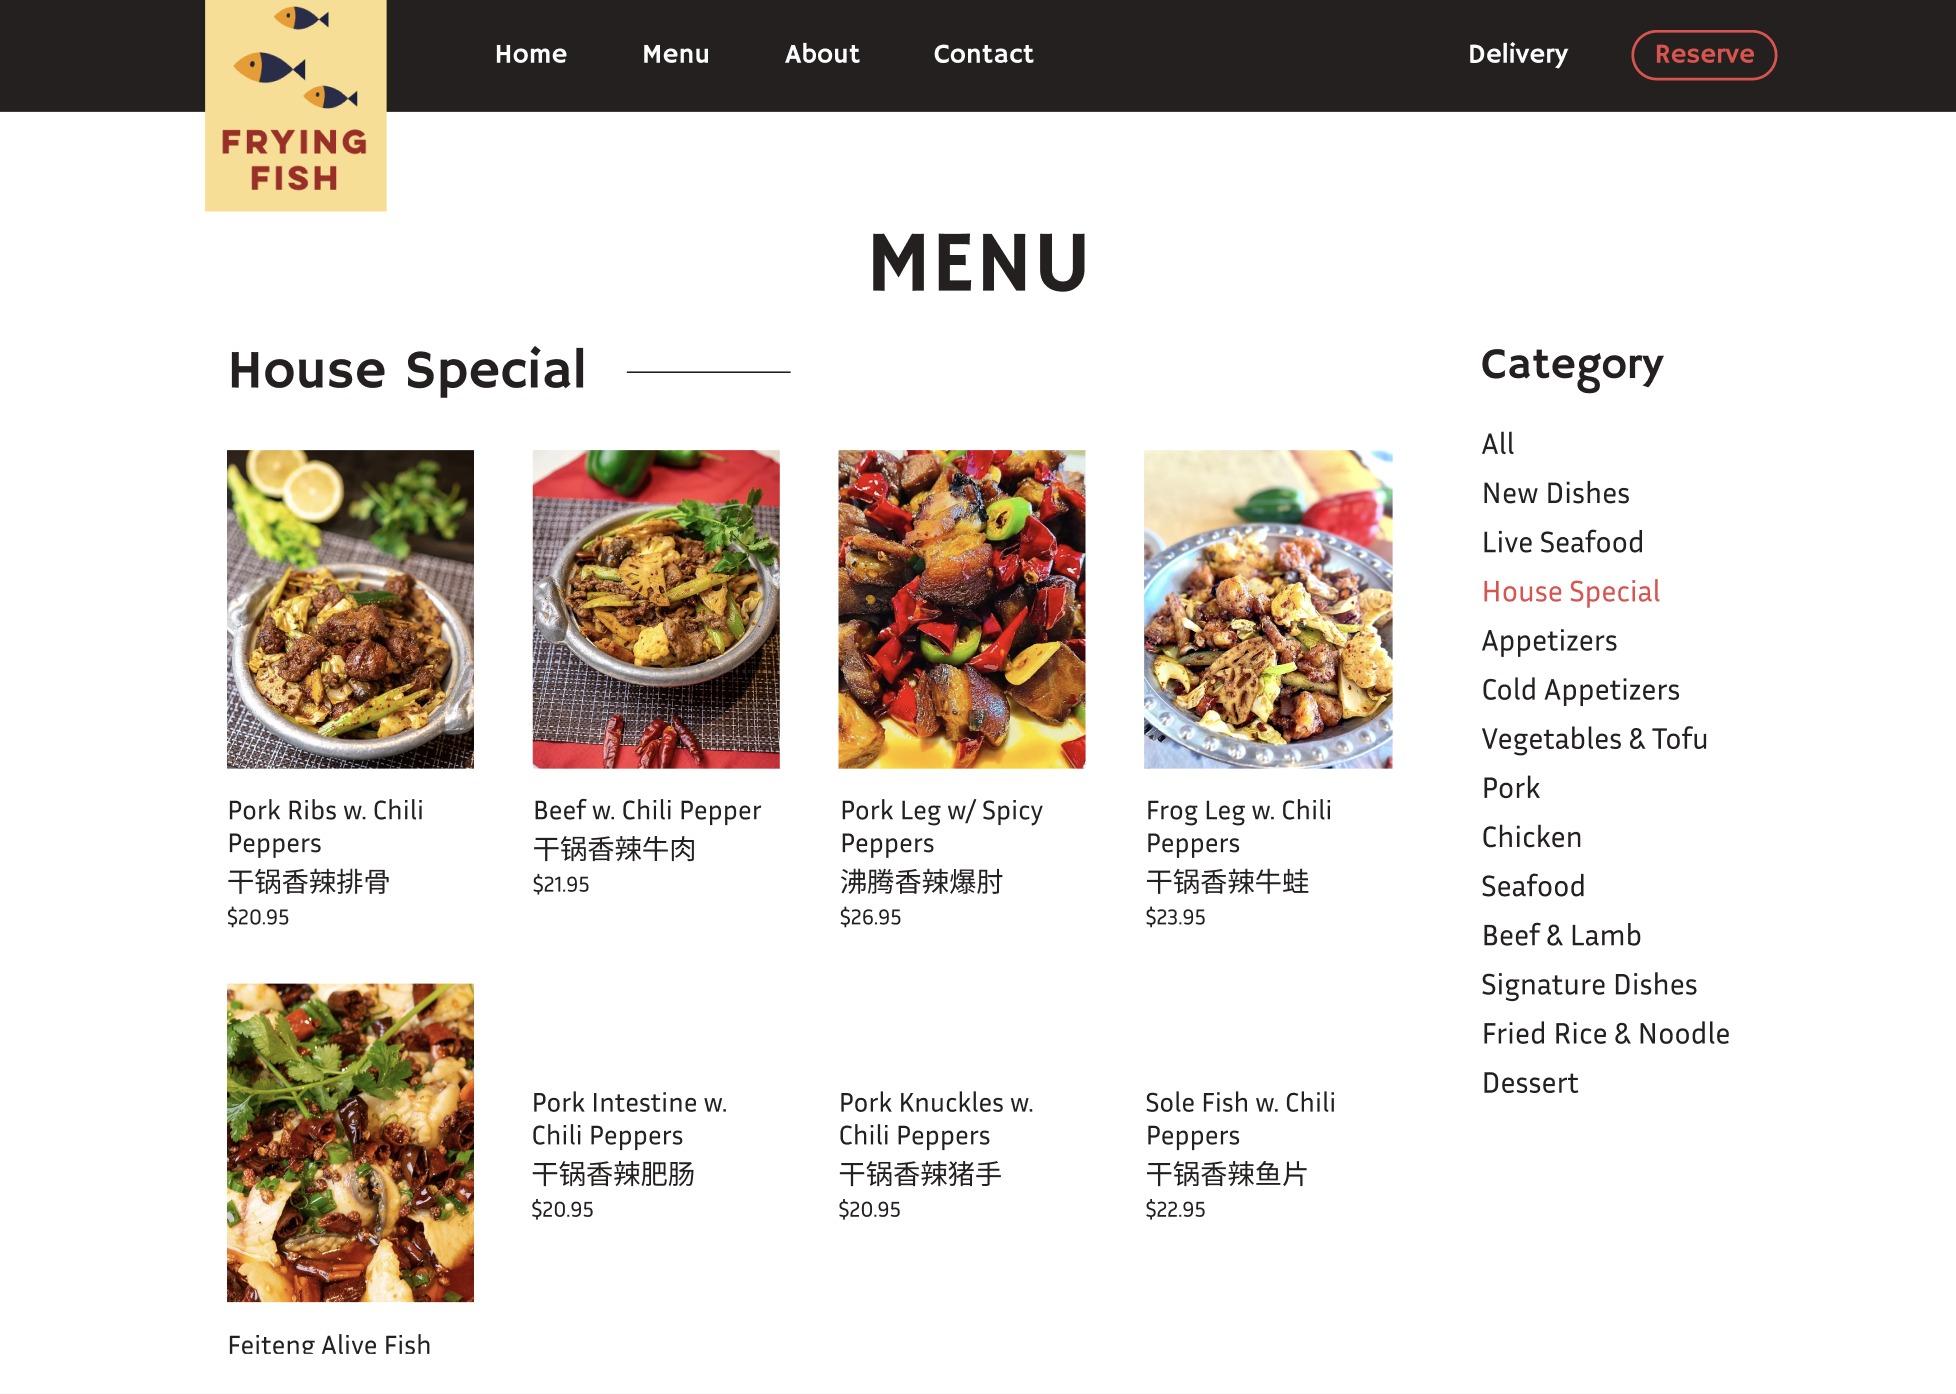 Home
Menu
About
Contact
Delivery
Reserve
FRYING
FISH
MENU
House Special
Pork Ribs w. Chili
Peppers
干锅香辣排骨
$20.95
Beef w. Chili Pepper
干锅香辣牛肉
$21.95
Pork Leg w/ Spicy
Peppers
沸腾香辣爆肘
$26.95
Frog Leg w. Chili
Peppers
干锅香辣牛蛙
$23.95
Feiteng Alive Fish
Pork Intestine w.
Chili Peppers
干锅香辣肥肠
$20.95
Pork Knuckles w.
Chili Peppers
干锅香辣猪手
$20.95
Sole Fish w. Chili
Peppers
干锅香辣鱼片
$22.95
Category
All
New Dishes
Live Seafood
House Special
Appetizers
Cold Appetizers
Vegetables & Tofu
Pork
Chicken
Seafood
Beef & Lamb
Signature Dishes
Fried Rice & Noodle
Dessert